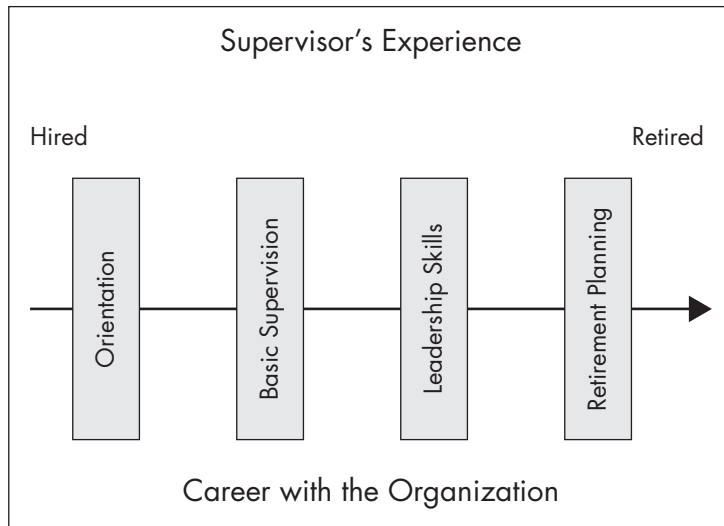 Supervisor’s Experience
Hired
Retired
Orientation
Basic Supervision
Leadership Skills
Retirement Planning
Career with the Organization